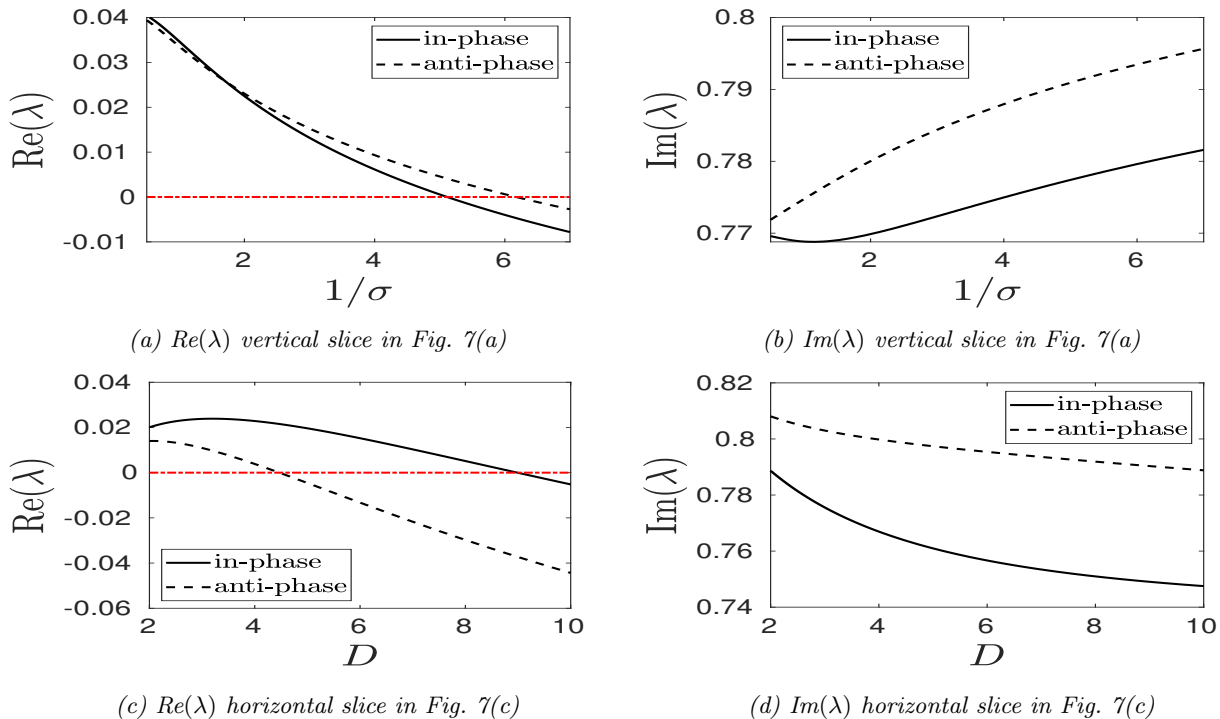 0.04
0.03
0.02
0.01
0
-0.01
Re(λ)
2
4
6
1/σ
in-phase
anti-phase
(a) Re(λ) vertical slice in Fig. 7(a)
0.8
0.79
0.78
0.77
Im(λ)
2
4
6
1/σ
in-phase
anti-phase
(b) Im(λ) vertical slice in Fig. 7(a)
0.04
0.02
0
-0.02
-0.04
-0.06
Re(λ)
2
4
6
8
10
D
in-phase
anti-phase
(c) Re(λ) horizontal slice in Fig. 7(c)
0.82
0.8
0.78
0.76
0.74
Im(λ)
2
4
6
8
10
D
in-phase
anti-phase
(d) Im(λ) horizontal slice in Fig. 7(c)